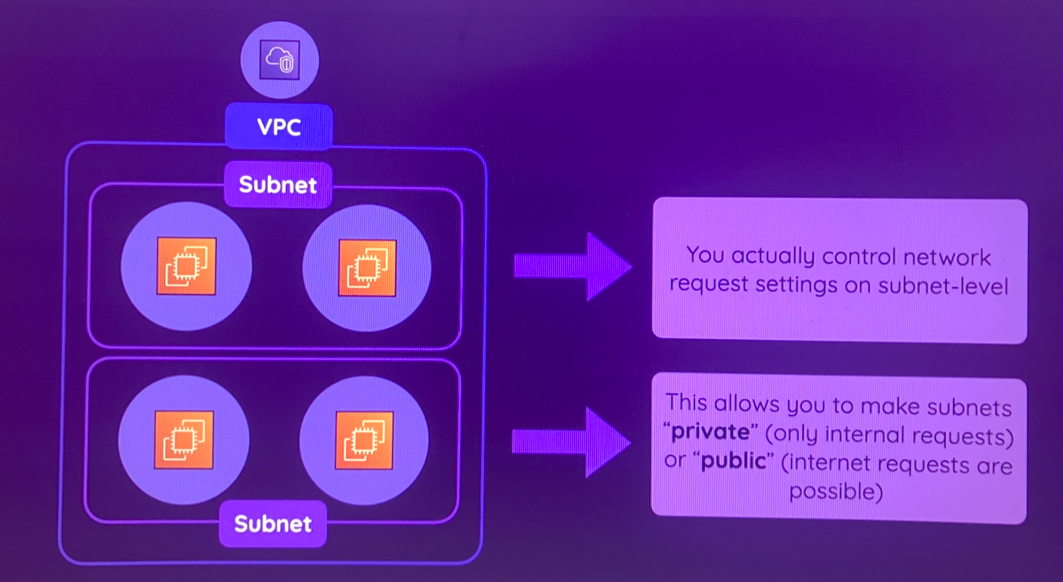 VPC
Subnet
You actually control network
request settings on subnet-level
This allows you to make subnets
“private” (only internal requests)
or “public” (internet requests are
possible)
Subnet